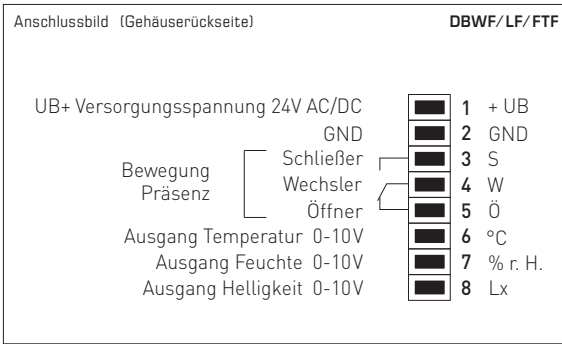 Anschlussbild (Gehäuserückseite) DBWF/LF/FTF
UB+ Versorgungsspannung 24V AC/DC 1 + UB
GND 2 GND
Bewegung Präsenz
Schließer 3 S
Wechsler 4 W
Öffner 5 Ö
Ausgang Temperatur 0-10V 6 °C
Ausgang Feuchte 0-10V 7 % r. H.
Ausgang Helligkeit 0-10V 8 Lx